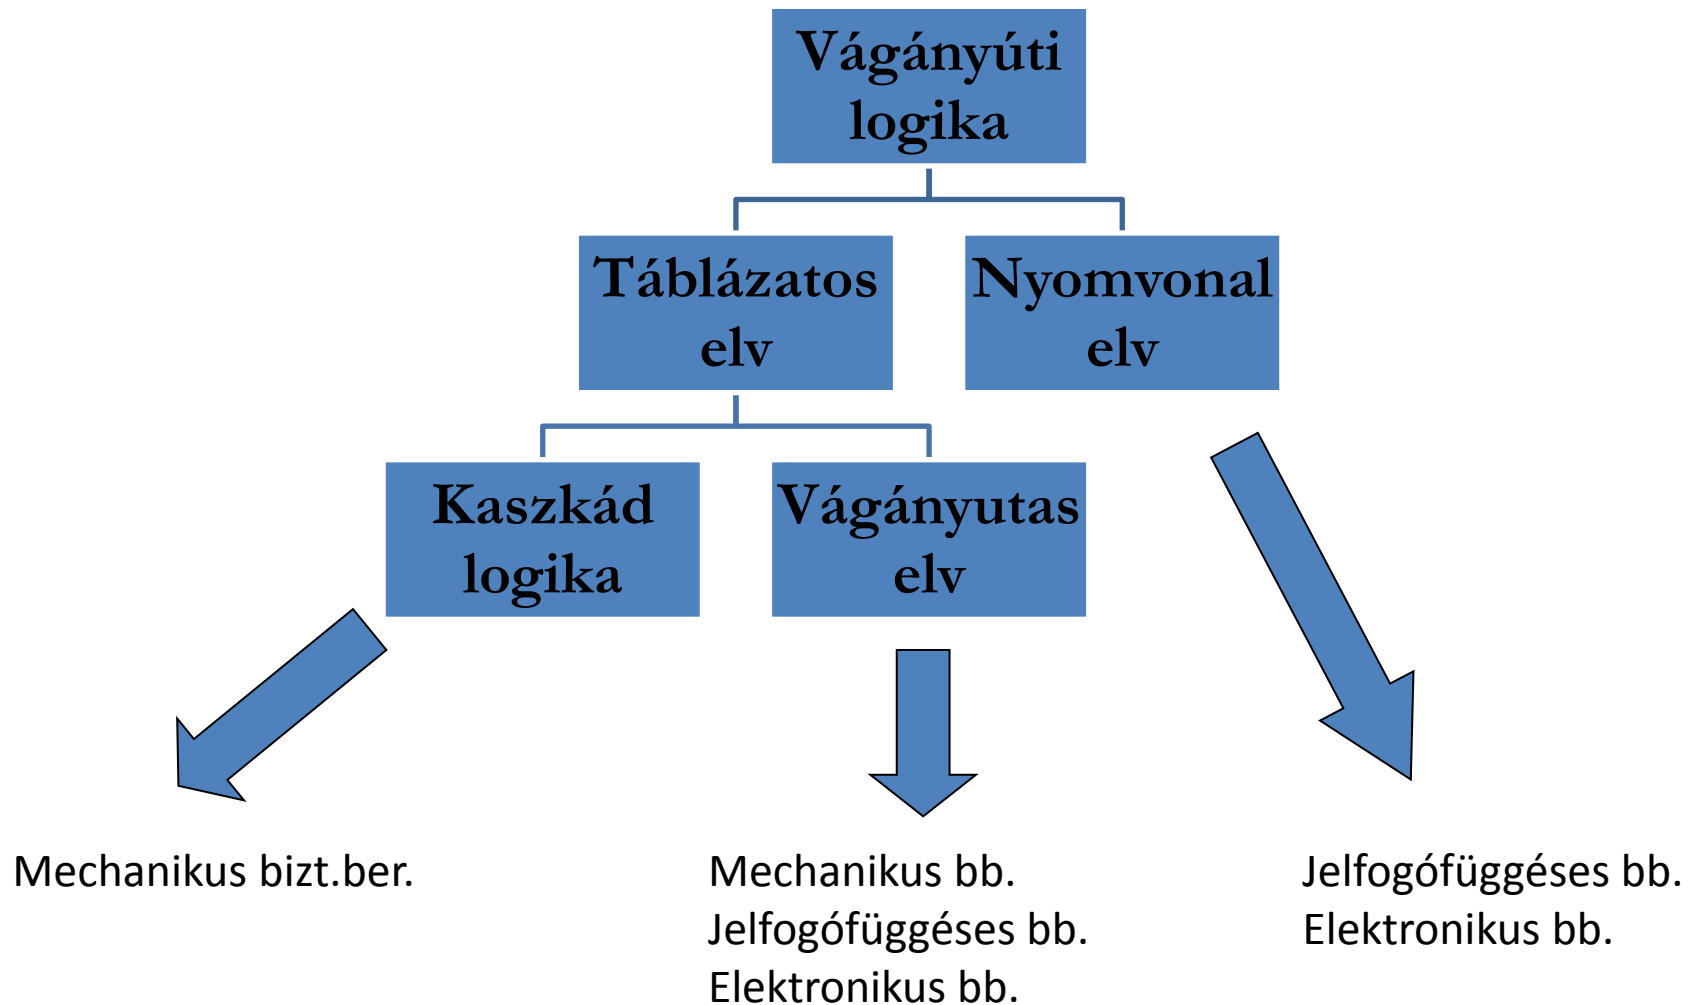 Vágányúti
logika
Táblázatos
elv
Nyomvonal
elv
Kaszkád
logika
Vágányutas
elv
Mechanikus bizt.ber.
Mechanikus bb.
Jelfogófüggéses bb.
Elektronikus bb.
Jelfogófüggéses bb.
Elektronikus bb.